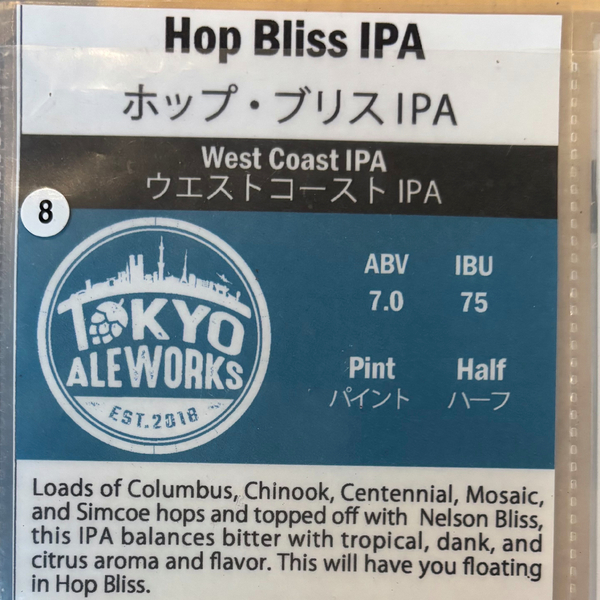 Hop Bliss IPA
ホップ・ブリスIPA
West Coast IPA
ウエストコースト IPA
8
TOKYO
ALEWORKS
EST.2018
ABV IBU
7.0 75
Pint Half
パイント ハーフ
Loads of Columbus, Chinook, Centennial, Mosaic,
and Simcoe hops and topped off with Nelson Bliss,
this IPA balances bitter with tropical, dank, and
citrus aroma and flavor. This will have you floating
in Hop Bliss.